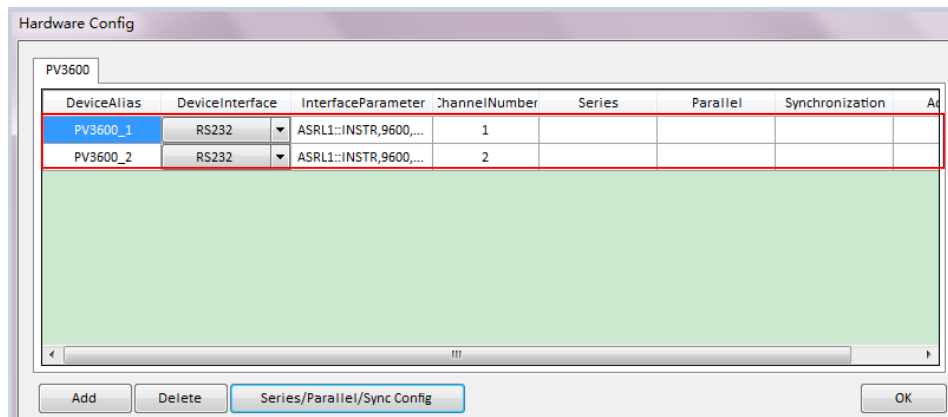 Hardware Config
PV3600
DeviceAlias DeviceInterface InterfaceParameter ChannelNumber Series Parallel Synchronization Ad
PV3600_1 RS232 ASRL1::INSTR,9600,... 1
PV3600_2 RS232 ASRL1::INSTR,9600,... 2
Add Delete Series/Parallel/Sync Config OK